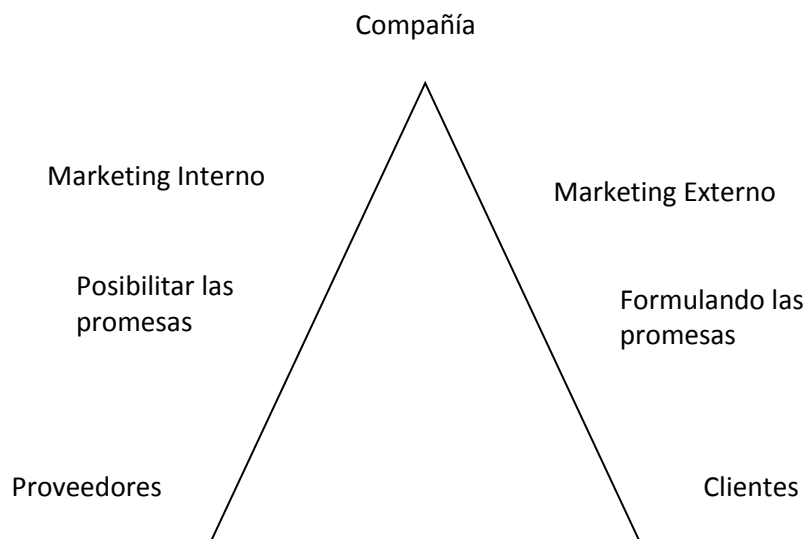 Compañía
Marketing Interno
Marketing Externo
Posibilitar las
promesas
Formulando las
promesas
Proveedores
Clientes